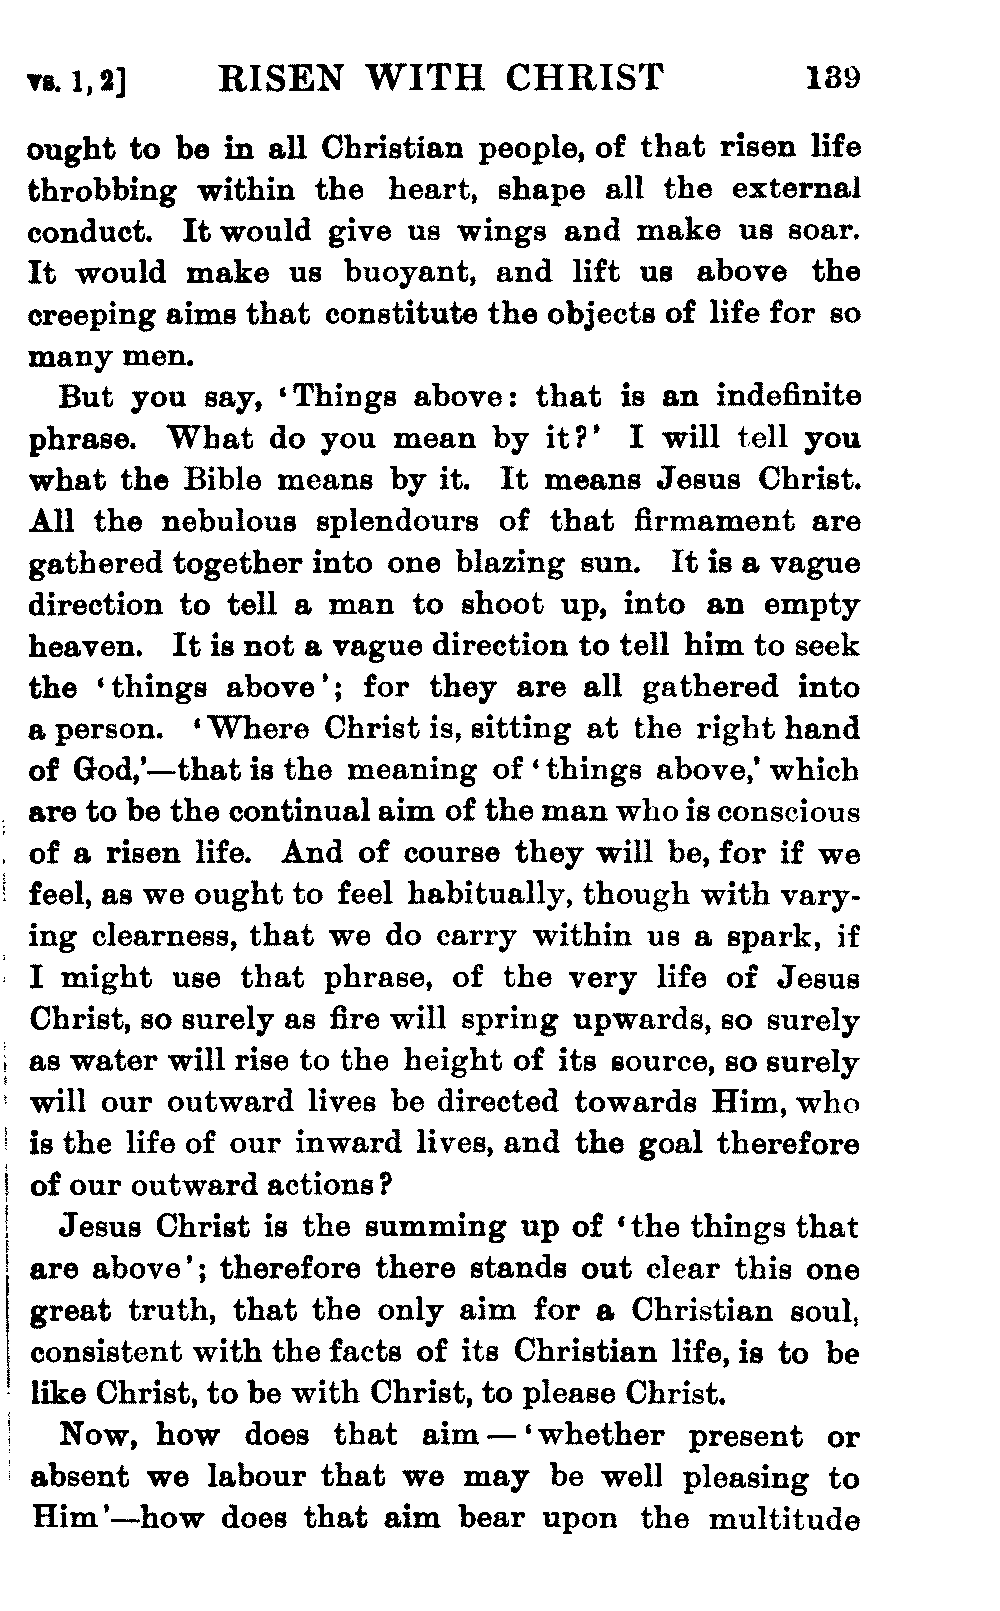 vs. 1, 2] RISEN WITH CHRIST 139
ought to be in all Christian people, of that risen life
throbbing within the heart, shape all the external
conduct. It would give us wings and make us soar.
It would make us buoyant, and lift us above the
creeping aims that constitute the objects of life for so
many men.
But you say, ‘Things above: that is an indefinite
phrase. What do you mean by it?’ I will tell you
what the Bible means by it. It means Jesus Christ.
All the nebulous splendours of that firmament are
gathered together into one blazing sun. It is a vague
direction to tell a man to shoot up, into an empty
heaven. It is not a vague direction to tell him to seek
the ‘things above’; for they are all gathered into
a person. ‘Where Christ is, sitting at the right hand
of God,’—that is the meaning of ‘things above,’ which
are to be the continual aim of the man who is conscious
of a risen life. And of course they will be, for if we
feel, as we ought to feel habitually, though with vary-
ing clearness, that we do carry within us a spark, if
I might use that phrase, of the very life of Jesus
Christ, so surely as fire will spring upwards, so surely
as water will rise to the height of its source, so surely
will our outward lives be directed towards Him, who
is the life of our inward lives, and the goal therefore
of our outward actions?
Jesus Christ is the summing up of ‘the things that
are above’; therefore there stands out clear this one
great truth, that the only aim for a Christian soul,
consistent with the facts of its Christian life, is to be
like Christ, to be with Christ, to please Christ.
Now, how does that aim—‘whether present or
absent we labour that we may be well pleasing to
Him’—how does that aim bear upon the multitude